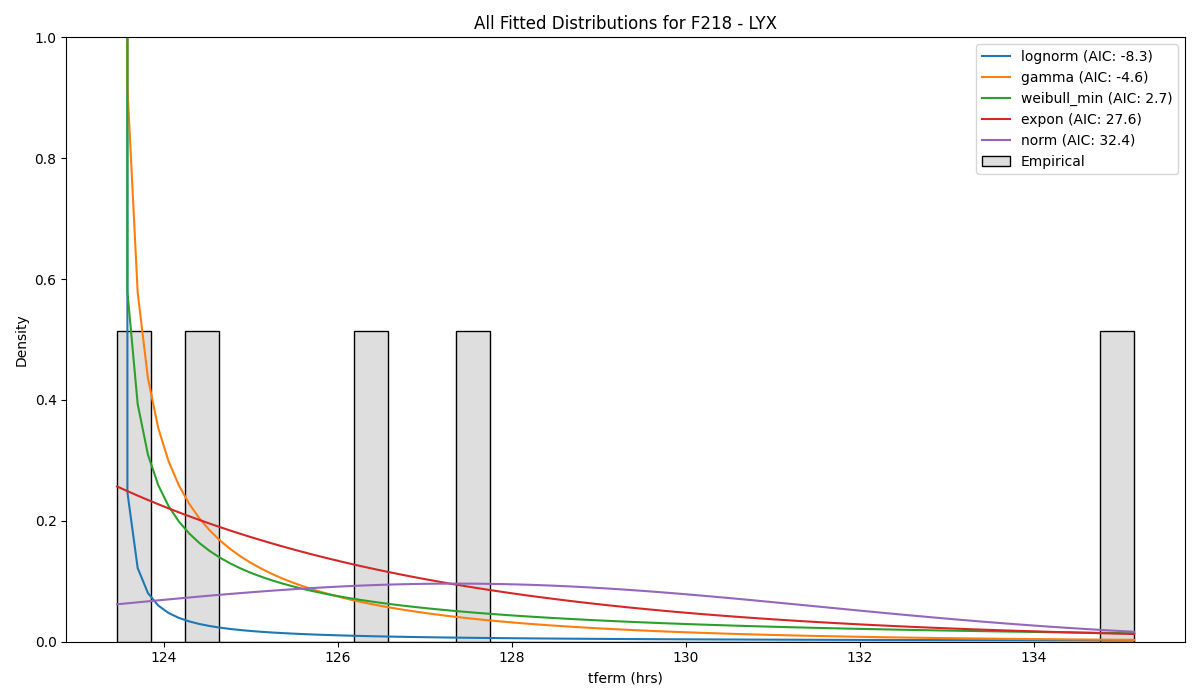 All Fitted Distributions for F218 - LYX
lognorm (AIC: -8.3)
gamma (AIC: -4.6)
weibull_min (AIC: 2.7)
expon (AIC: 27.6)
norm (AIC: 32.4)
Empirical
Density
1.0
0.8
0.6
0.4
0.2
0.0
124 126 128 130 132 134
tferm (hrs)